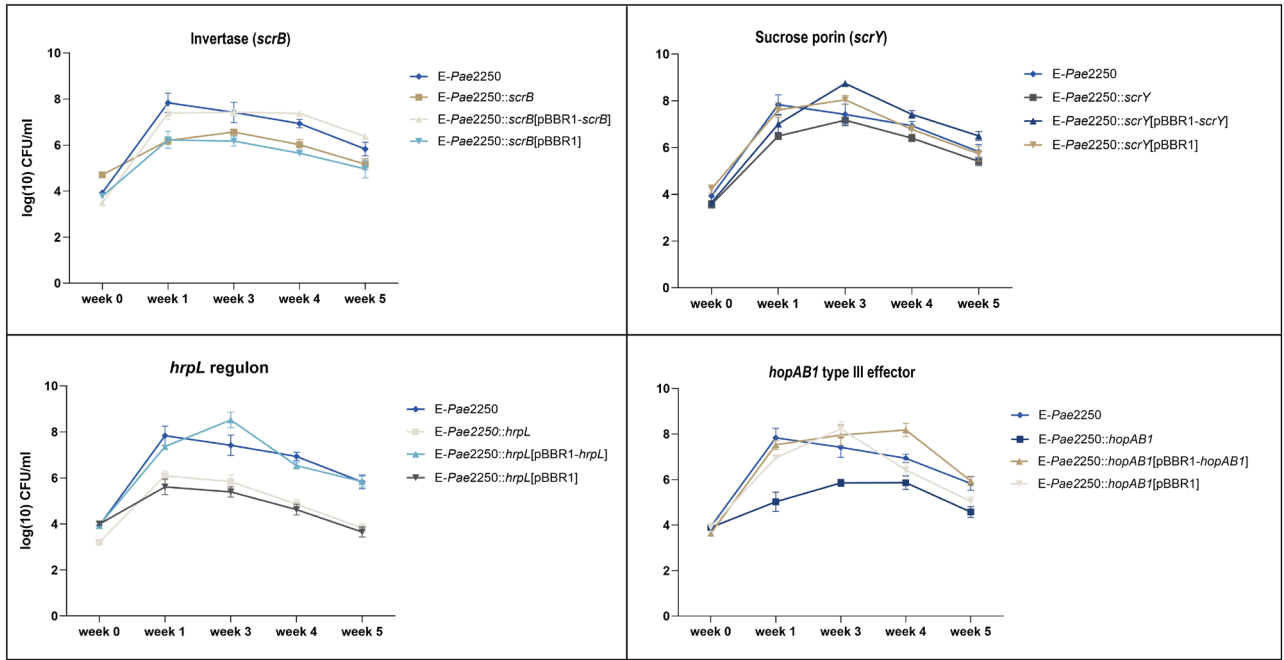 Invertase (scrB)
log(10) CFU/ml
10
8
6
4
2
0
week 0 week 1 week 3 week 4 week 5
E-Pae2250
E-Pae2250::scrB
E-Pae2250::scrB[pBBR1-scrB]
E-Pae2250::scrB[pBBR1]
Sucrose porin (scrY)
10
8
6
4
2
0
week 0 week 1 week 3 week 4 week 5
E-Pae2250
E-Pae2250::scrY
E-Pae2250::scrY[pBBR1-scrY]
E-Pae2250::scrY[pBBR1]
hrpL regulon
log(10) CFU/ml
10
8
6
4
2
0
week 0 week 1 week 3 week 4 week 5
E-Pae2250
E-Pae2250::hrpL
E-Pae2250::hrpL[pBBR1-hrpL]
E-Pae2250::hrpL[pBBR1]
hopAB1 type III effector
10
8
6
4
2
0
week 0 week 1 week 3 week 4 week 5
E-Pae2250
E-Pae2250::hopAB1
E-Pae2250::hopAB1[pBBR1-hopAB1]
E-Pae2250::hopAB1[pBBR1]